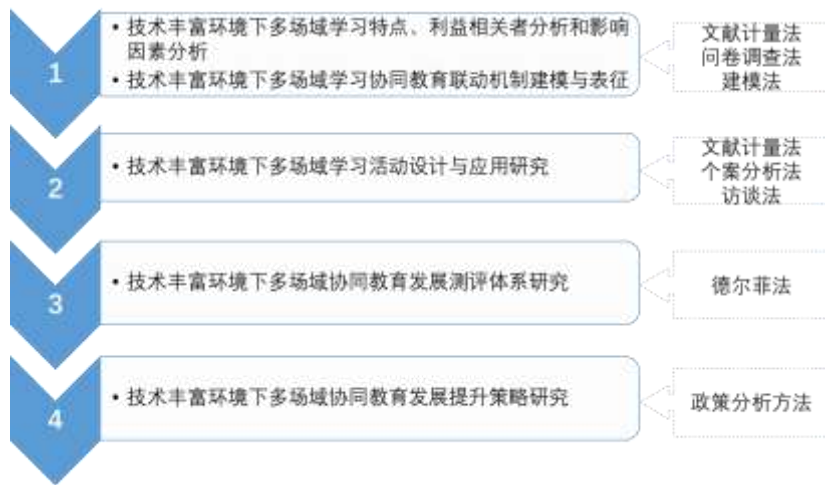 1
• 技术丰富环境下多场域学习特点、利益相关者分析和影响
因素分析
• 技术丰富环境下多场域学习协同教育联动机制建模与表征
文献计量法
问卷调查法
建模法
2
• 技术丰富环境下多场域学习活动设计与应用研究
文献计量法
个案分析法
访谈法
3
• 技术丰富环境下多场域协同教育发展测评体系研究
德尔菲法
4
• 技术丰富环境下多场域协同教育发展提升策略研究
政策分析方法